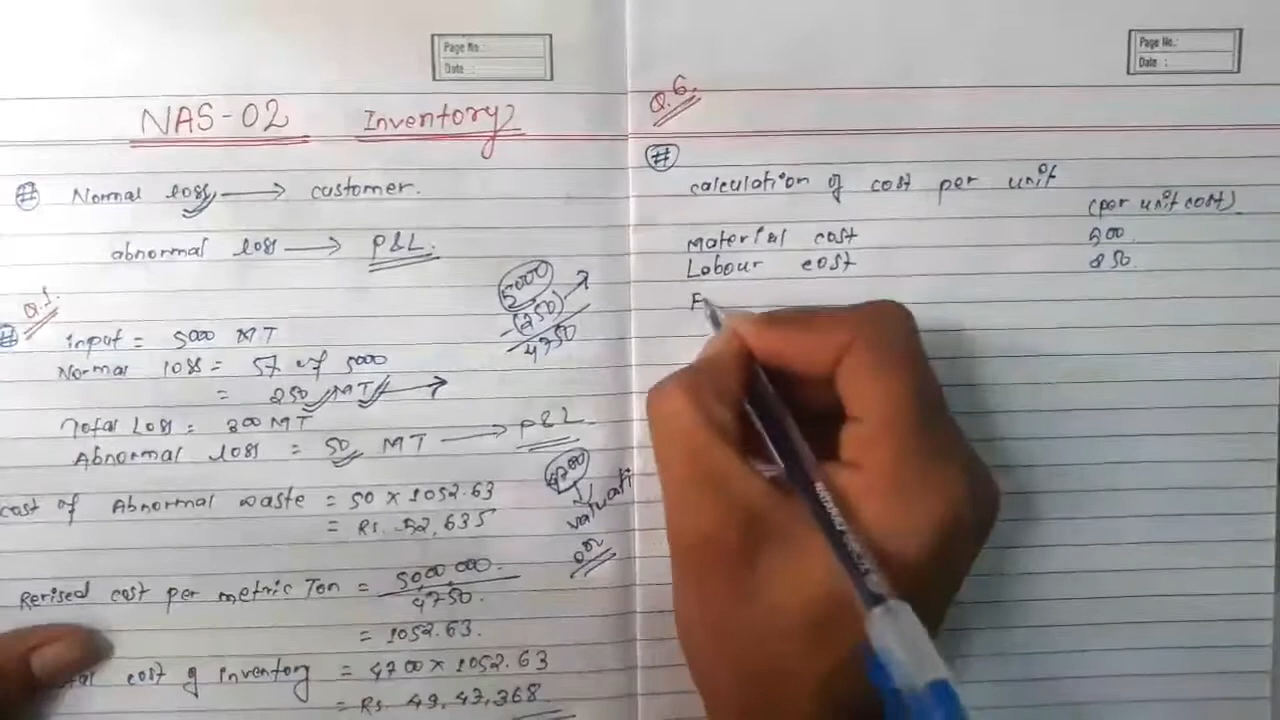 Page No.:
Date :
NAS-02 Inventory
# Normal loss → customer.
abnormal loss → P&L.
5000
(250)
4750
Q.5.
# input = 5000 MT
Normal loss = 5% of 5000
= 250 MT →
Total Loss = 300 MT
Abnormal loss = 50 MT → P&L
4700
valuati
Cost of Abnormal waste = 50 x 1052.63
= Rs. 52,635
Revised cost per metric Ton = 5000,000.
4750.
= 1052.63.
cost of inventory = 4700 x 1052.63
= Rs. 49,47,368
Page No.:
Date :
Q.6.
#
calculation of cost per unit
(per unit cost)
Material cost 500
Labour cost 250.
F